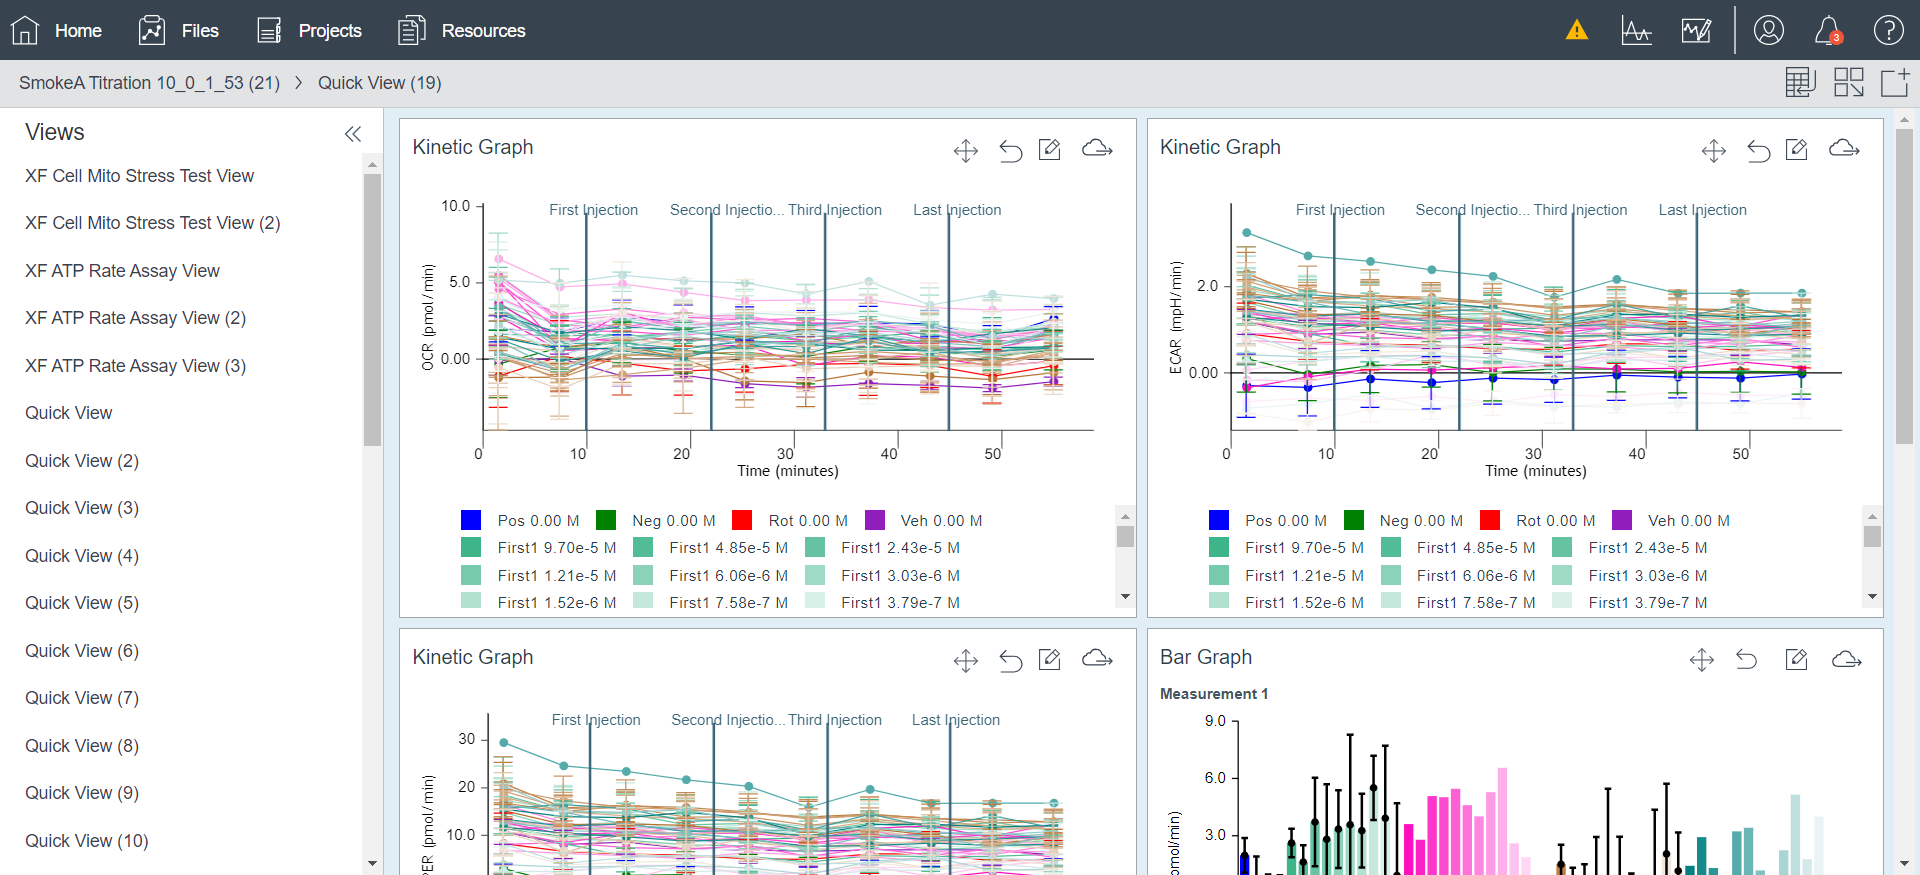 Home Files Projects Resources 3
SmokeA Titration 10_0_1_53 (21) > Quick View (19)
Views
XF Cell Mito Stress Test View
XF Cell Mito Stress Test View (2)
XF ATP Rate Assay View
XF ATP Rate Assay View (2)
XF ATP Rate Assay View (3)
Quick View
Quick View (2)
Quick View (3)
Quick View (4)
Quick View (5)
Quick View (6)
Quick View (7)
Quick View (8)
Quick View (9)
Quick View (10)
Kinetic Graph
First Injection Second Injectio... Third Injection Last Injection
10.0
5.0
0.00
OCR (pmol / min)
0 10 20 30 40 50
Time (minutes)
Pos 0.00 M Neg 0.00 M Rot 0.00 M Veh 0.00 M
First1 9.70e-5 M First1 4.85e-5 M First1 2.43e-5 M
First1 1.21e-5 M First1 6.06e-6 M First1 3.03e-6 M
First1 1.52e-6 M First1 7.58e-7 M First1 3.79e-7 M
Kinetic Graph
First Injection Second Injectio... Third Injection Last Injection
2.0
0.00
ECAR (mpH/ min)
0 10 20 30 40 50
Time (minutes)
Pos 0.00 M Neg 0.00 M Rot 0.00 M Veh 0.00 M
First1 9.70e-5 M First1 4.85e-5 M First1 2.43e-5 M
First1 1.21e-5 M First1 6.06e-6 M First1 3.03e-6 M
First1 1.52e-6 M First1 7.58e-7 M First1 3.79e-7 M
Kinetic Graph
First Injection Second Injectio... Third Injection Last Injection
30
20
10.0
PER (pmol / min)
Bar Graph
Measurement 1
9.0
6.0
3.0
pmol/min)